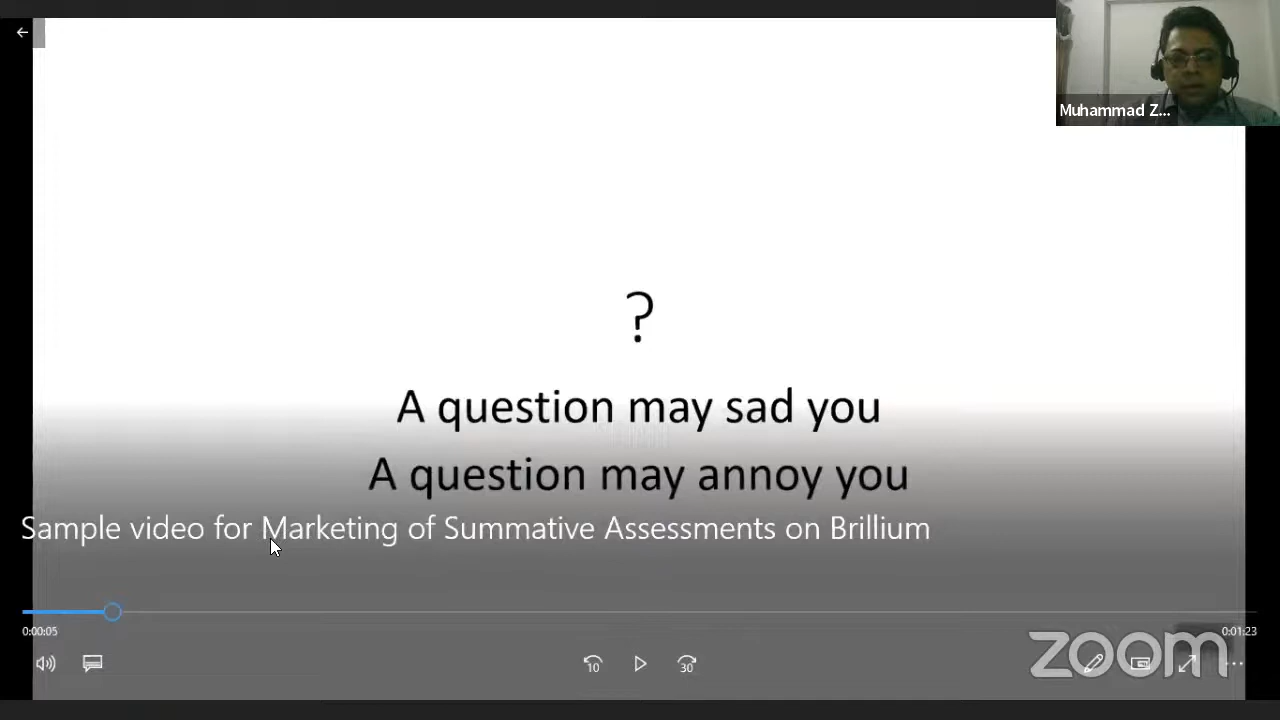 Muhammad Z...
?
A question may sad you
A question may annoy you
Sample video for Marketing of Summative Assessments on Brillium
0:00:05
0:01:23
10
30
zoom